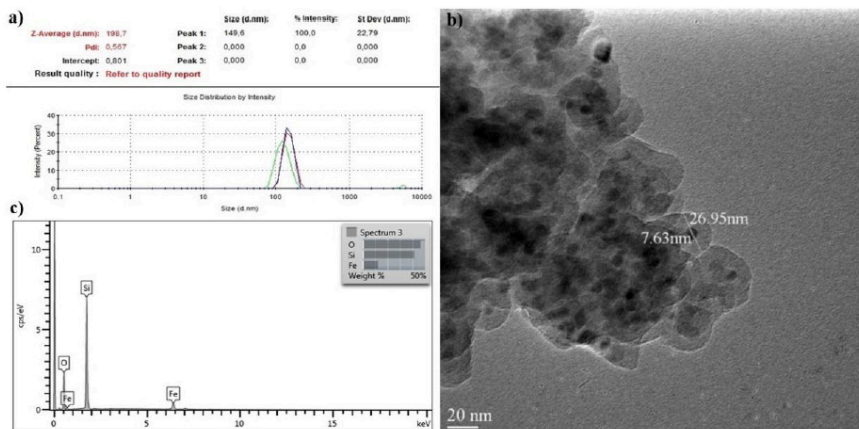 a)
Size (d.nm): % Intensity: St Dev (d.nm):
Z-Average (d.nm): 198,7 Peak 1: 149,6 100,0 22,79
PdI: 0,567 Peak 2: 0,000 0,0 0,000
Intercept: 0,801 Peak 3: 0,000 0,0 0,000
Result quality : Refer to quality report
Size Distribution by Intensity
Intensity (Percent)
40
30
20
10
0
0.1 1 10 100 1000 10000
Size (d.nm)
b)
26.95nm
7.63nm
20 nm
c)
Spectrum 3
O
Si
Fe
Weight % 50%
cps/eV
10
5
0
Si
O
Fe
Fe
0 5 10 15 20 keV